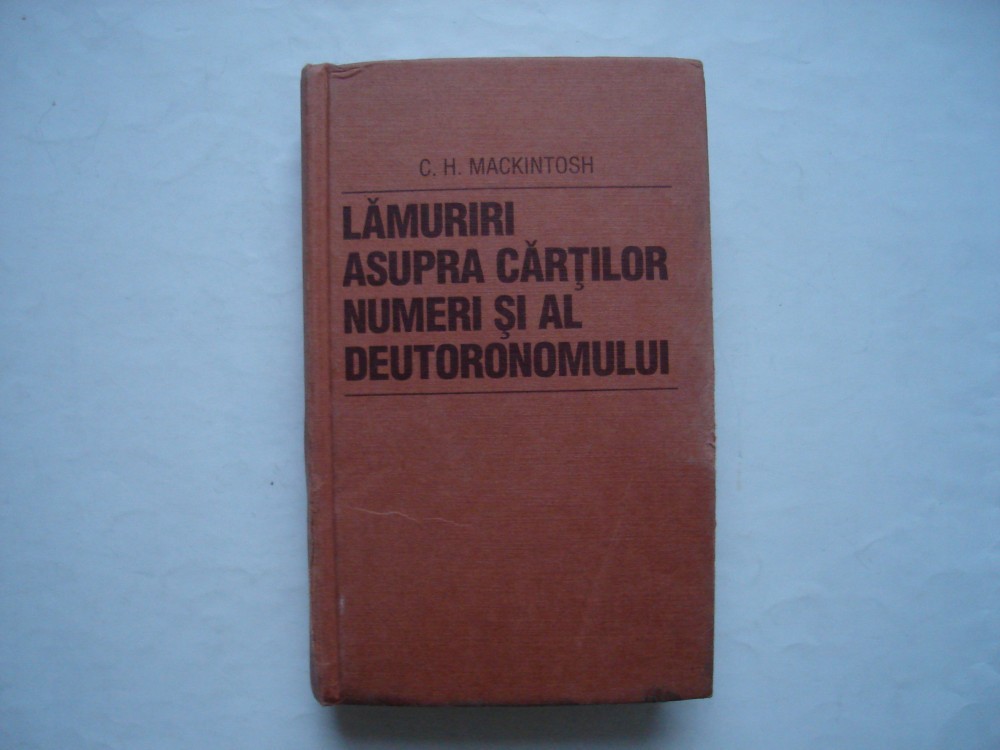 C. H. MACKINTOSH
LĂMURIRI
ASUPRA CĂRŢILOR
NUMERI ŞI AL
DEUTORONOMULUI